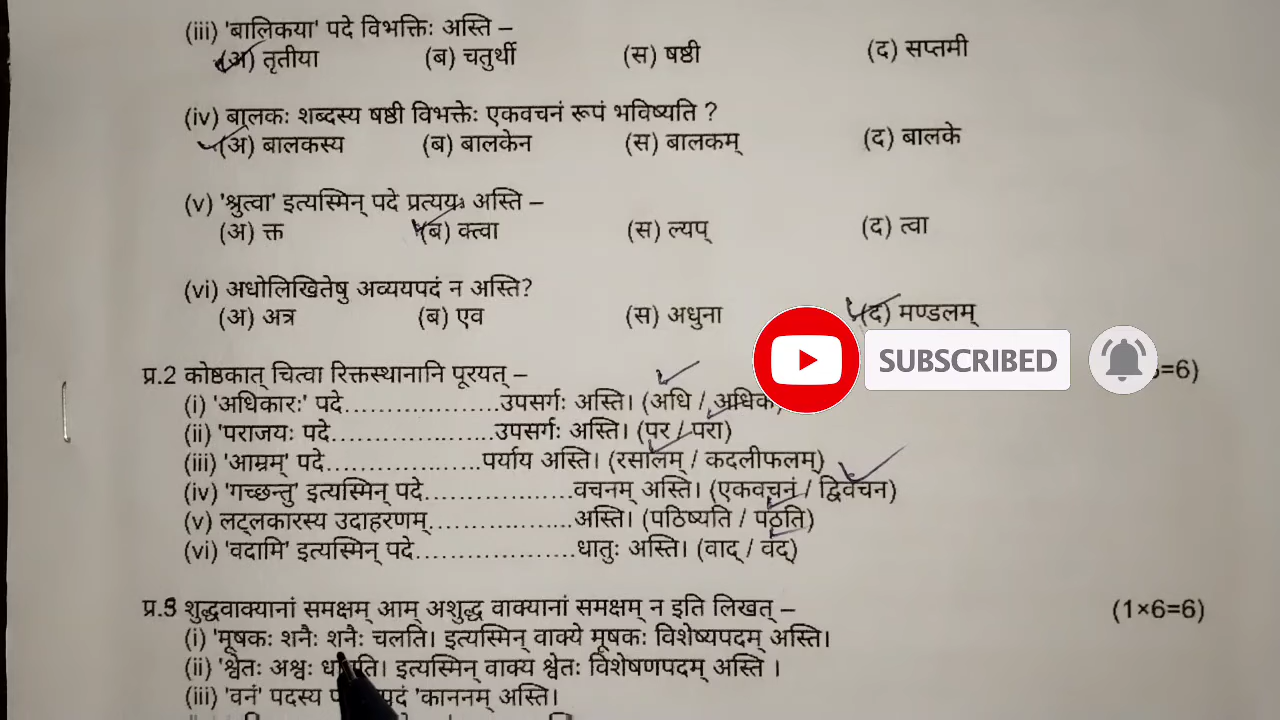 (iii) 'बालिकया' पदे विभक्तिः अस्ति –
(अ) तृतीया (ब) चतुर्थी (स) षष्ठी (द) सप्तमी
(iv) बालकः शब्दस्य षष्ठी विभक्तेः एकवचनं रूपं भविष्यति ?
(अ) बालकस्य (ब) बालकेन (स) बालकम् (द) बालके
(v) 'श्रुत्वा' इत्यस्मिन् पदे प्रत्ययः अस्ति –
(अ) क्त (ब) क्त्वा (स) ल्यप् (द) त्वा
(vi) अधोलिखितेषु अव्ययपदं न अस्ति?
(अ) अत्र (ब) एव (स) अधुना (द) मण्डलम्
SUBSCRIBED
प्र.2 कोष्ठकात् चित्वा रिक्तस्थानानि पूरयत् – =6)
(i) 'अधिकारः' पदे.....................उपसर्गः अस्ति। (अधि / अधिक)
(ii) 'पराजयः पदे.....................उपसर्गः अस्ति। (पर / परा)
(iii) 'आम्रम्' पदे.....................पर्याय अस्ति। (रसालम् / कदलीफलम्)
(iv) 'गच्छन्तु' इत्यस्मिन् पदे.....................वचनम् अस्ति। (एकवचनं / द्विवचन)
(v) लट्लकारस्य उदाहरणम्.....................अस्ति। (पठिष्यति / पठति)
(vi) 'वदामि' इत्यस्मिन् पदे.....................धातुः अस्ति। (वाद् / वद्)
शुद्धवाक्यानां समक्षम् आम् अशुद्ध वाक्यानां समक्षम् न इति लिखत् – (1×6=6)
(i) 'मूषकः शनैः शनैः चलति। इत्यस्मिन् वाक्ये मूषकः विशेष्यपदम् अस्ति।
(ii) 'श्वेतः अश्वः इत्यस्मिन् वाक्य श्वेतः विशेषणपदम् अस्ति ।
(iii) 'वनं' पदस्य 'काननम् अस्ति।